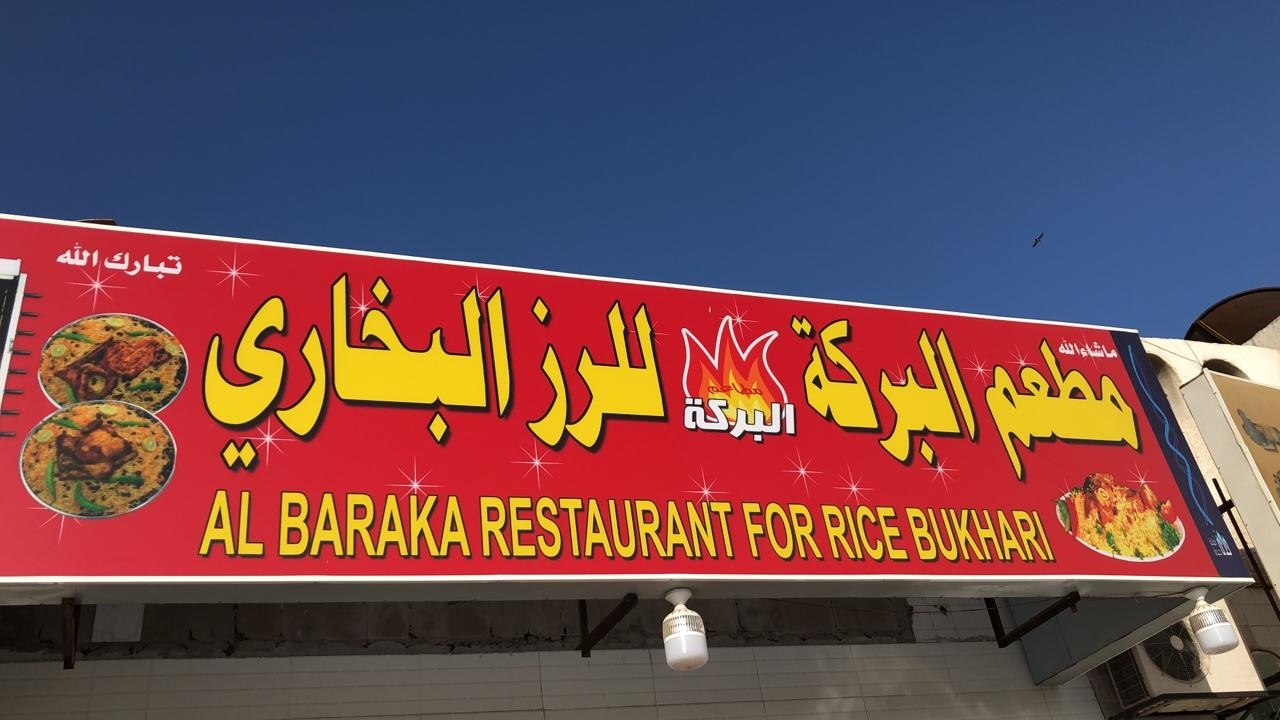 ماشاء الله
تبارك الله
مطعم البركة للرز البخاري
مطاعم
البركة
AL BARAKA RESTAURANT FOR RICE BUKHARI